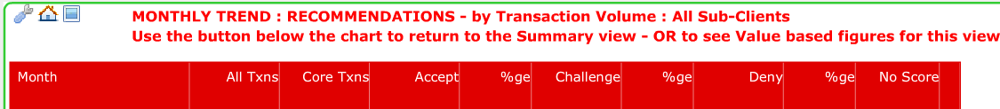 MONTHLY TREND : RECOMMENDATIONS - by Transaction Volume : All Sub-Clients
Use the button below the chart to return to the Summary view - OR to see Value based figures for this view
Month All Txns Core Txns Accept %ge Challenge %ge Deny %ge No Score